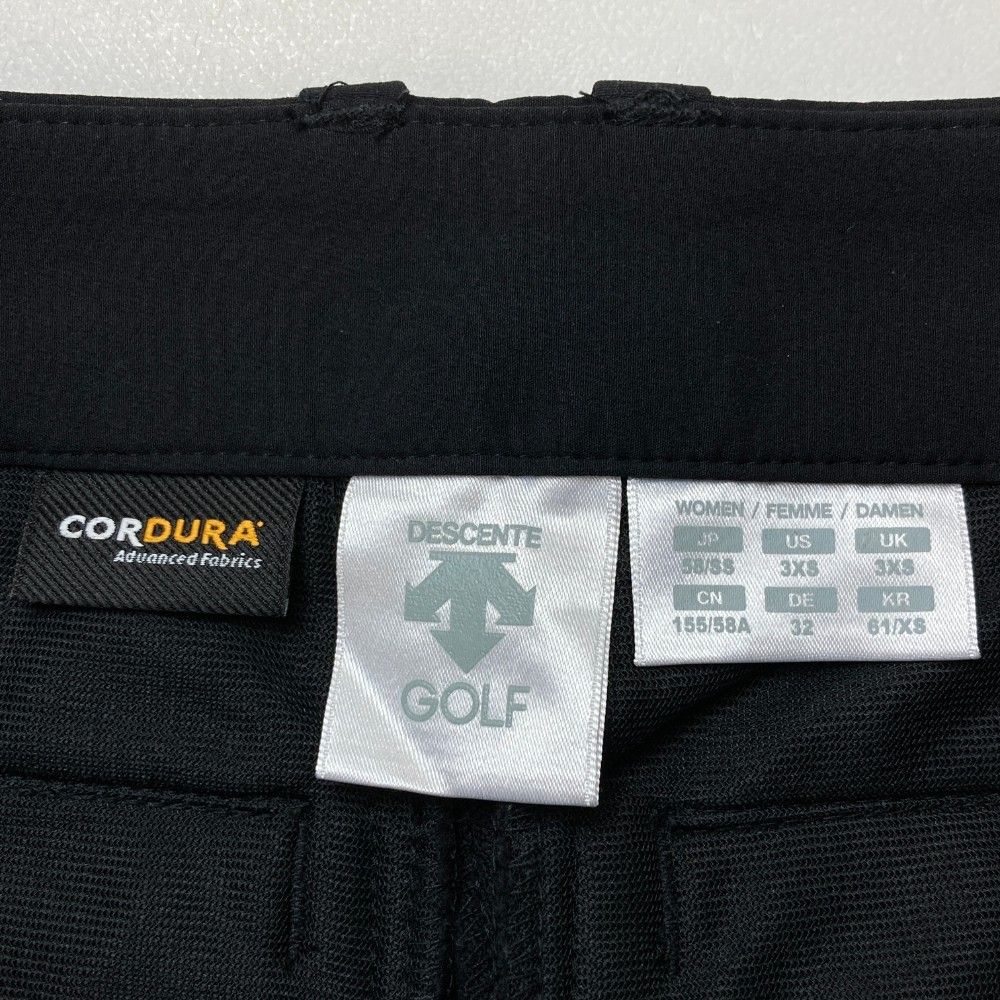 CORDURA
Advanced Fabrics
DESCENTE
GOLF
WOMEN / FEMME / DAMEN
JP US UK
58/SS 3XS 3XS
CN DE KR
155/58A 32 61/XS